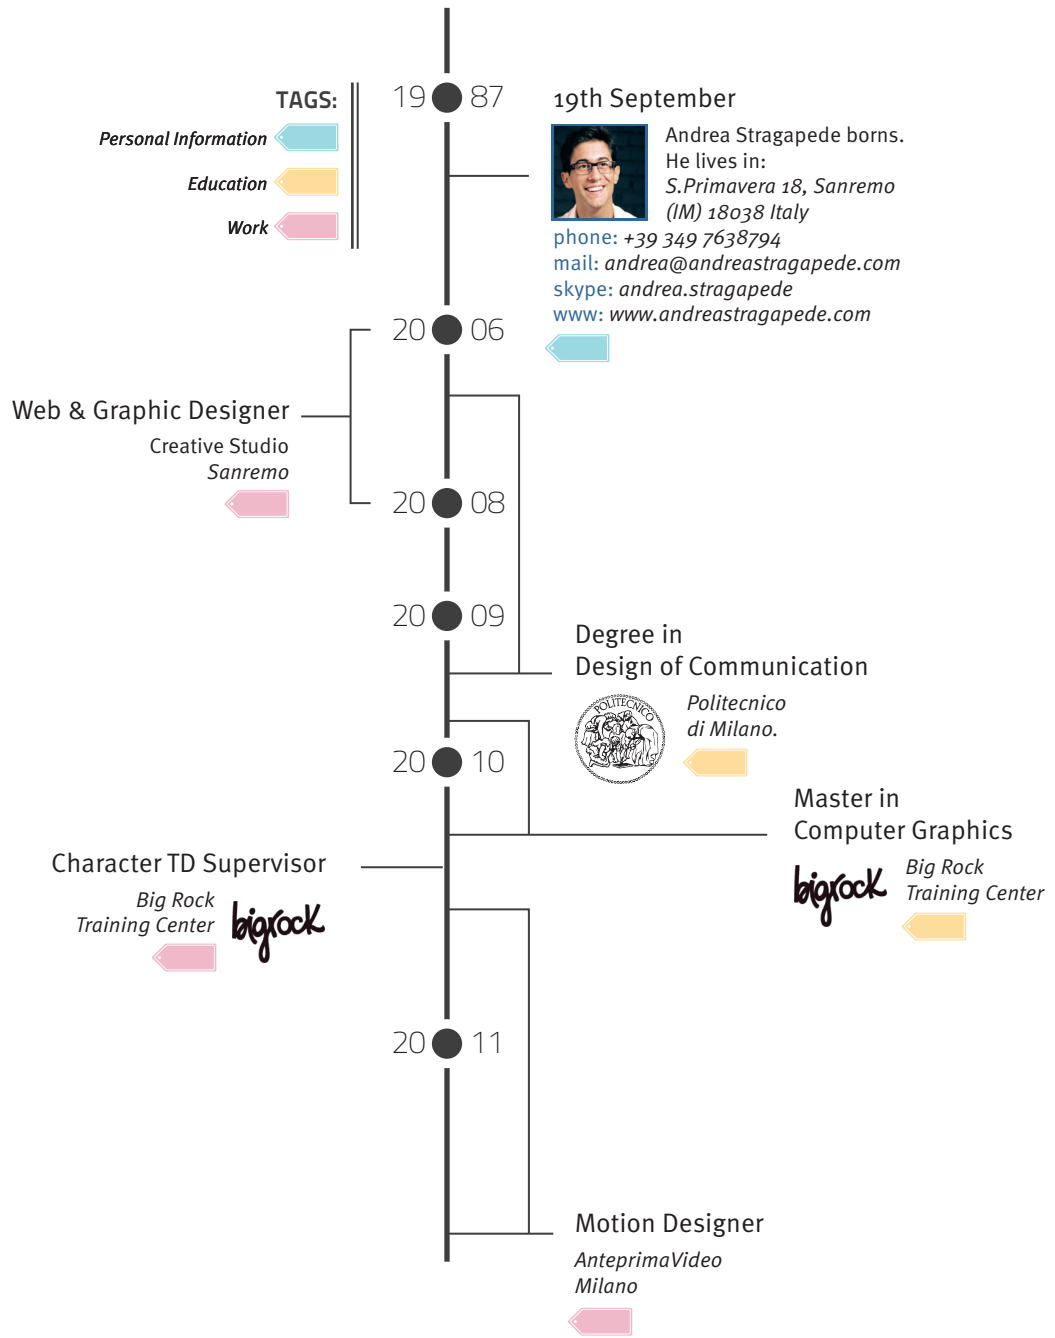 TAGS:
Personal Information
Education
Work
19 87
19th September
Andrea Stragapede borns.
He lives in:
S.Primavera 18, Sanremo
(IM) 18038 Italy
phone: +39 349 7638794
mail: andrea@andreastragapede.com
skype: andrea.stragapede
www: www.andreastragapede.com
20 06
Web & Graphic Designer
Creative Studio
Sanremo
20 08
20 09
Degree in
Design of Communication
POLITECNICO
Politecnico
di Milano.
20 10
Master in
Computer Graphics
bigrock
Big Rock
Training Center
Character TD Supervisor
Big Rock
Training Center
bigrock
20 11
Motion Designer
AnteprimaVideo
Milano